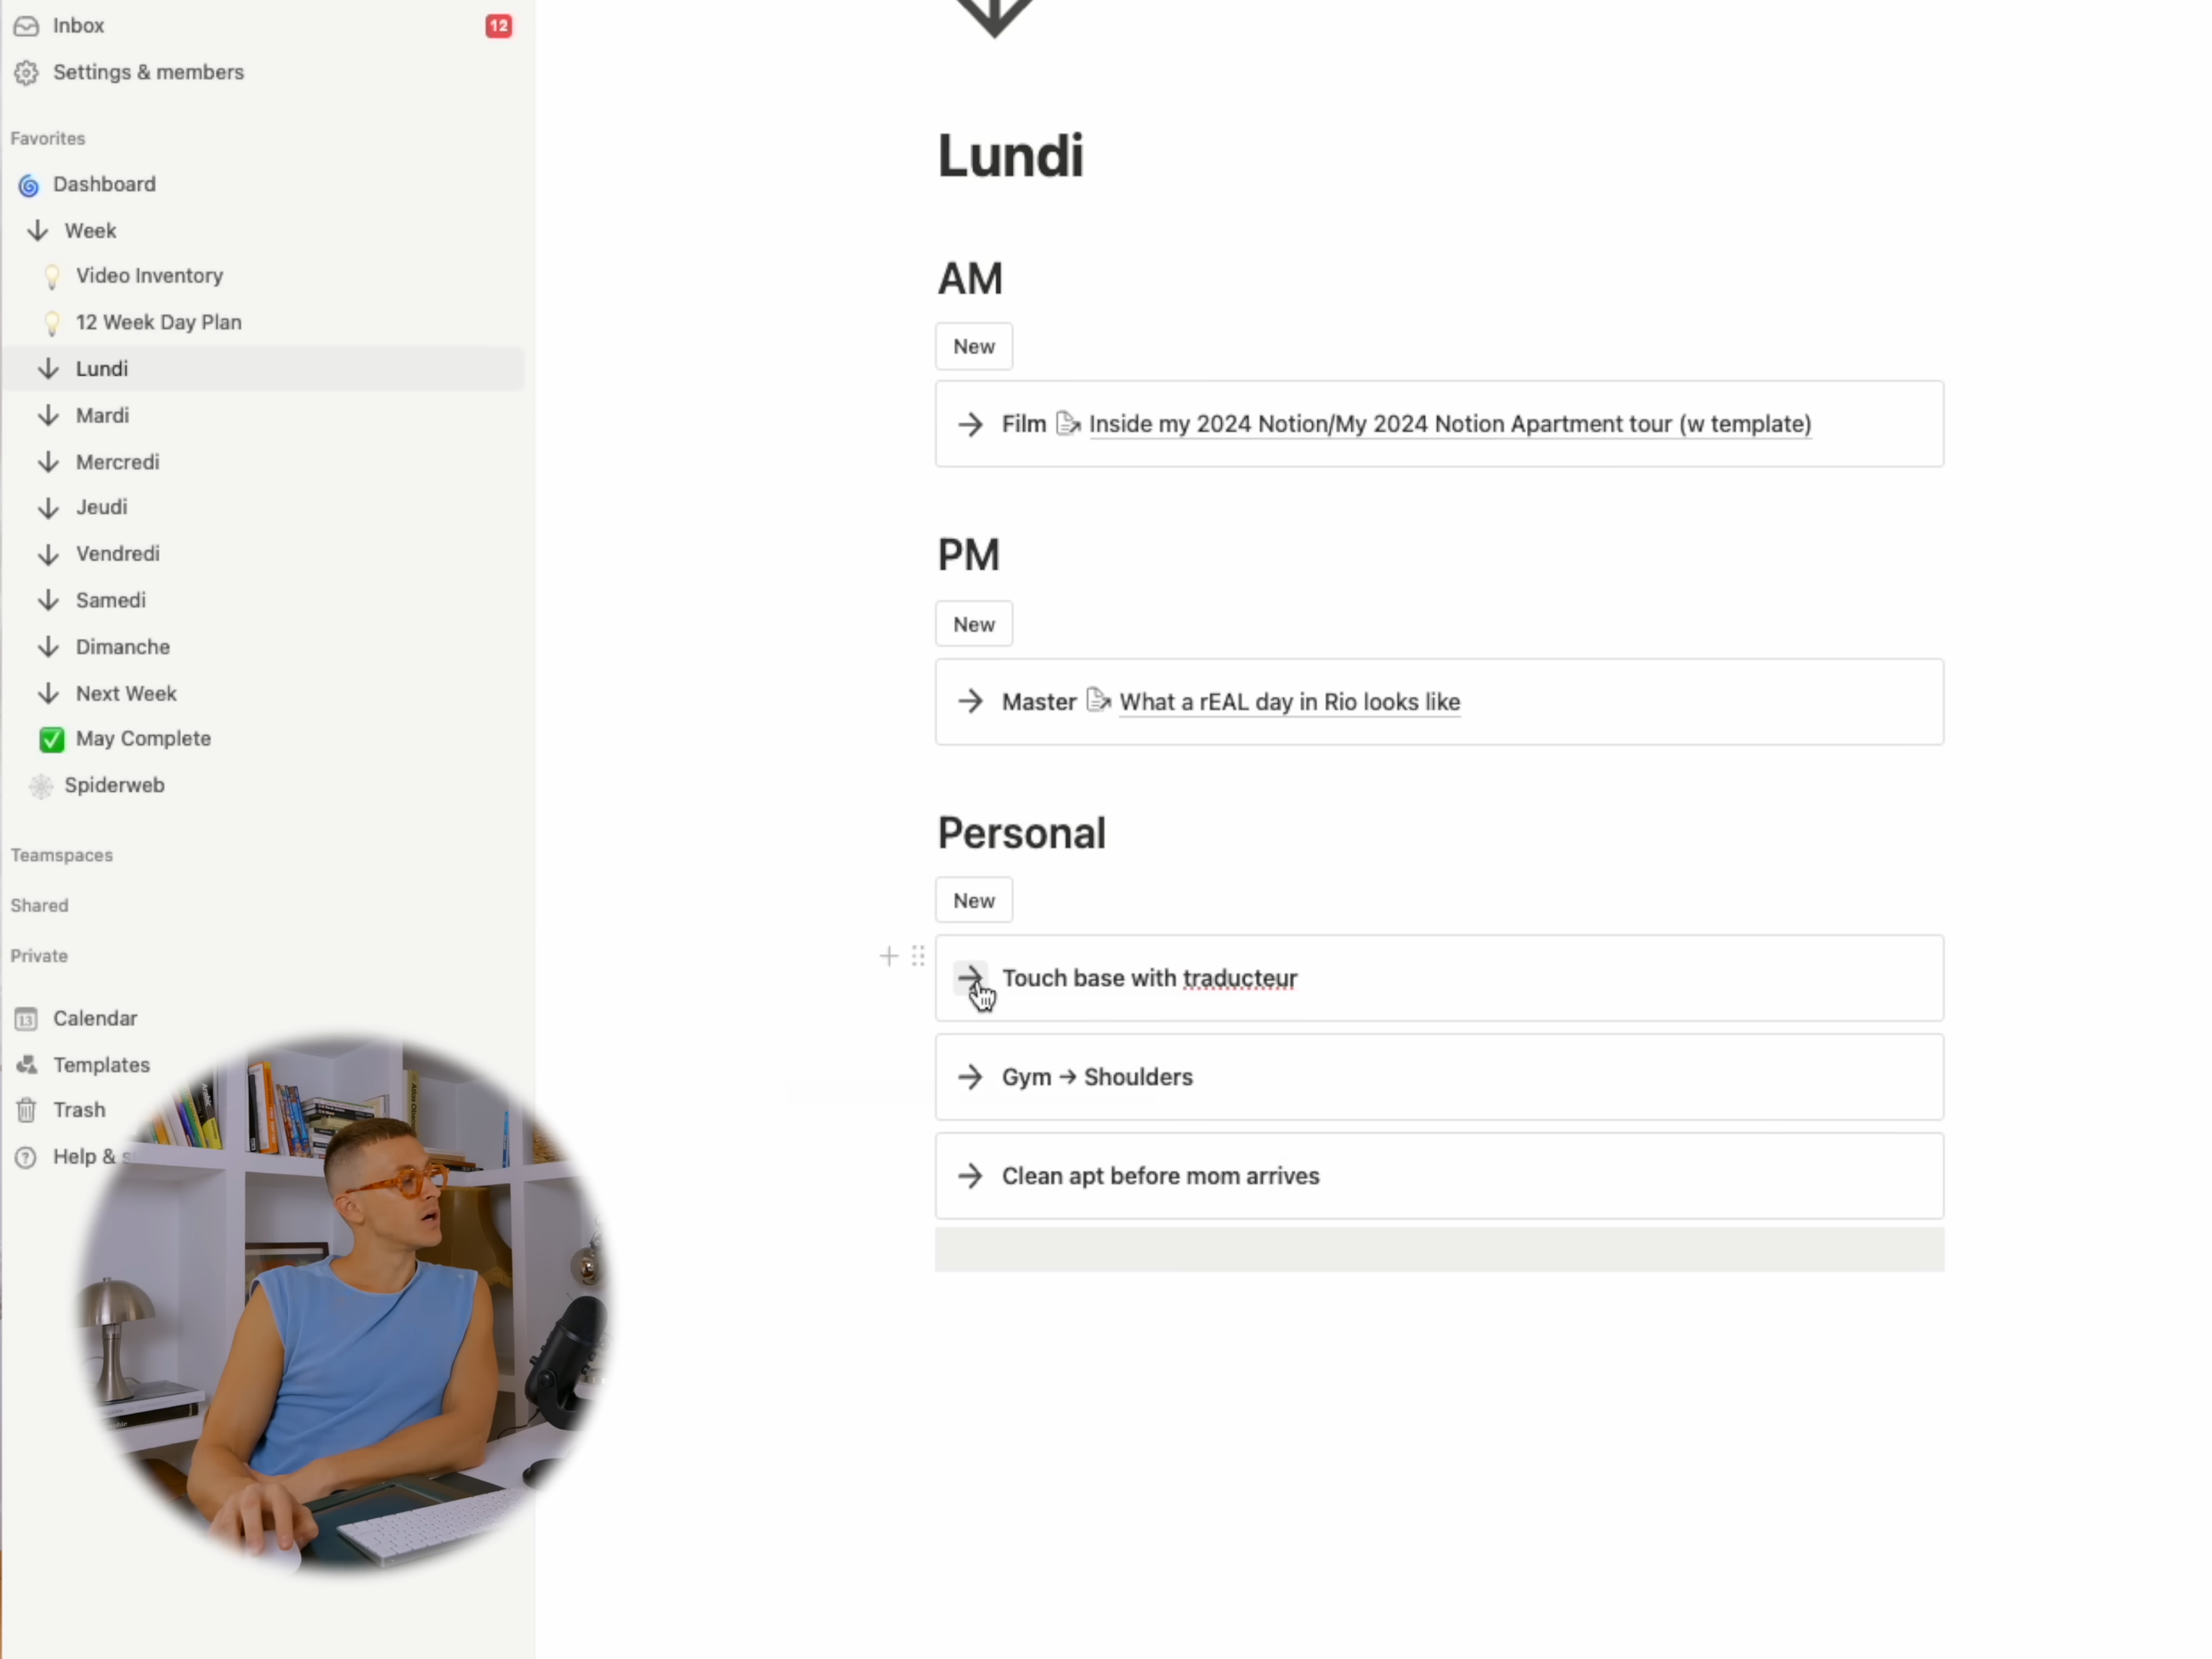 Inbox
12
Settings & members
Favorites
Dashboard
Week
Video Inventory
12 Week Day Plan
Lundi
Mardi
Mercredi
Jeudi
Vendredi
Samedi
Dimanche
Next Week
May Complete
Spiderweb
Teamspaces
Shared
Private
13
Calendar
Templates
Trash
Help &
Lundi
AM
New
Film Inside my 2024 Notion/My 2024 Notion Apartment tour (w template)
PM
New
Master What a rEAL day in Rio looks like
Personal
New
Touch base with traducteur
Gym → Shoulders
Clean apt before mom arrives